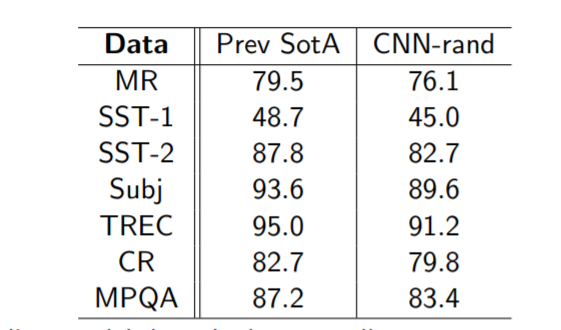 Data Prev SotA CNN-rand
MR 79.5 76.1
SST-1 48.7 45.0
SST-2 87.8 82.7
Subj 93.6 89.6
TREC 95.0 91.2
CR 82.7 79.8
MPQA 87.2 83.4